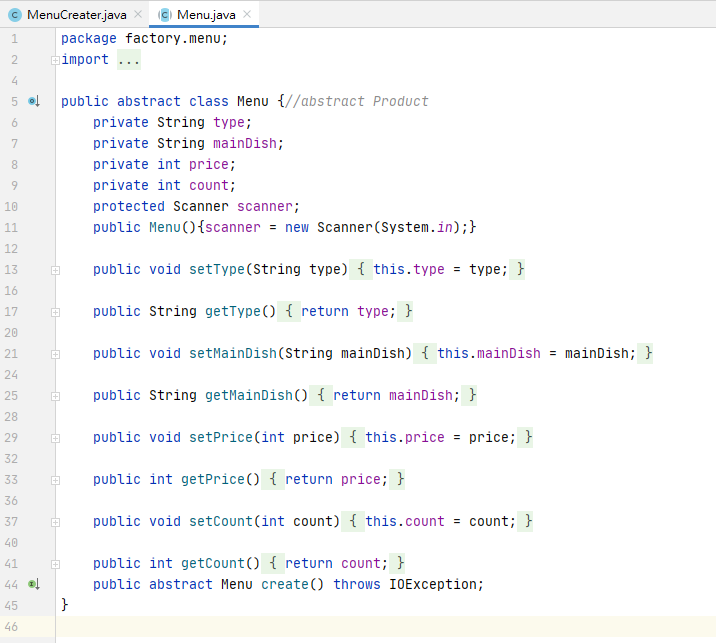 MenuCreater.java × Menu.java ×
1 package factory.menu;
2 import ...
4
5 public abstract class Menu {//abstract Product
6 private String type;
7 private String mainDish;
8 private int price;
9 private int count;
10 protected Scanner scanner;
11 public Menu(){scanner = new Scanner(System.in);}
12
13 public void setType(String type) { this.type = type; }
16
17 public String getType() { return type; }
20
21 public void setMainDish(String mainDish) { this.mainDish = mainDish; }
24
25 public String getMainDish() { return mainDish; }
28
29 public void setPrice(int price) { this.price = price; }
32
33 public int getPrice() { return price; }
36
37 public void setCount(int count) { this.count = count; }
40
41 public int getCount() { return count; }
44 public abstract Menu create() throws IOException;
45 }
46